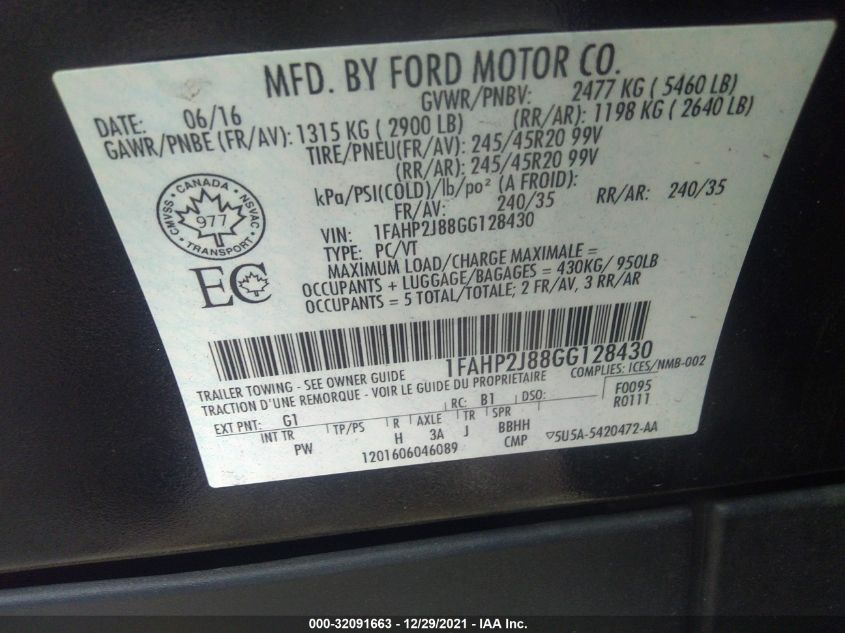 MFD. BY FORD MOTOR CO.
DATE: 06/16 GVWR/PNBV: 2477 KG ( 5460 LB)
GAWR/PNBE (FR/AV): 1315 KG ( 2900 LB) (RR/AR): 1198 KG ( 2640 LB)
TIRE/PNEU(FR/AV): 245/45R20 99V
(RR/AR): 245/45R20 99V
kPa/PSI(COLD)/lb/po² (A FROID):
FR/AV: 240/35 RR/AR: 240/35
VIN: 1FAHP2J88GG128430
TYPE: PC/VT
MAXIMUM LOAD/CHARGE MAXIMALE =
OCCUPANTS + LUGGAGE/BAGAGES = 430KG/ 950LB
OCCUPANTS = 5 TOTAL/TOTALE; 2 FR/AV, 3 RR/AR
CMVSS CANADA NSVAC
977
TRANSPORT
EC
1FAHP2J88GG128430
TRAILER TOWING - SEE OWNER GUIDE COMPLIES: ICES/NMB-002
TRACTION D'UNE REMORQUE - VOIR LE GUIDE DU PROPRIETAIRE
EXT PNT: G1 RC: B1 DSO: F0095
R0111
INT TR TP/PS R AXLE TR SPR
PW H 3A J BBHH
1201606046089 CMP ▽5U5A-5420472-AA
000-32091663 - 12/29/2021 - IAA Inc.